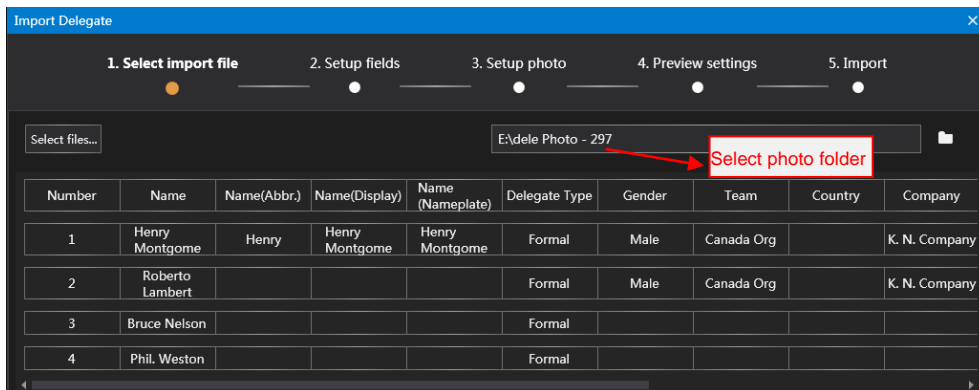 Import Delegate
1. Select import file 2. Setup fields 3. Setup photo 4. Preview settings 5. Import
Select files... E:\dele Photo - 297
Select photo folder
Number Name Name(Abbr.) Name(Display) Name (Nameplate) Delegate Type Gender Team Country Company
1 Henry Montgome Henry Henry Montgome Henry Montgome Formal Male Canada Org K. N. Company
2 Roberto Lambert Formal Male Canada Org K. N. Company
3 Bruce Nelson Formal
4 Phil. Weston Formal